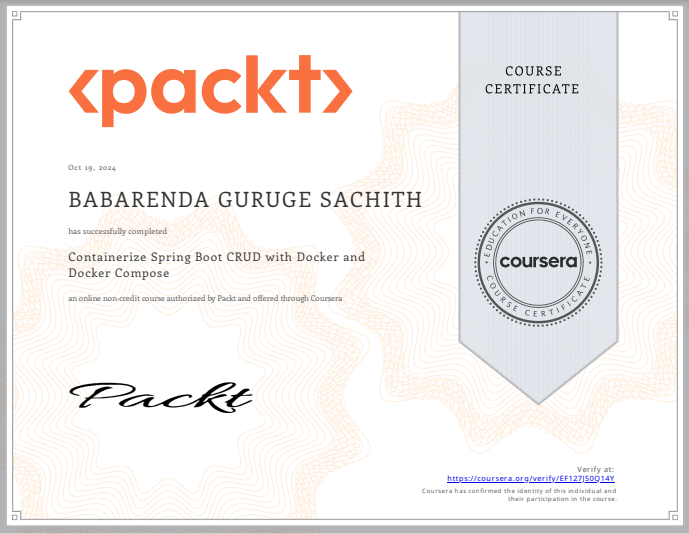 <packt>
COURSE
CERTIFICATE
Oct 19, 2024
BABARENDA GURUGE SACHITH
has successfully completed
Containerize Spring Boot CRUD with Docker and
Docker Compose
an online non-credit course authorized by Packt and offered through Coursera
EDUCATION FOR EVERYONE
coursera
COURSE CERTIFICATE
Packt
Verify at:
https://coursera.org/verify/EF127JS0Q14Y
Coursera has confirmed the identity of this individual and
their participation in the course.